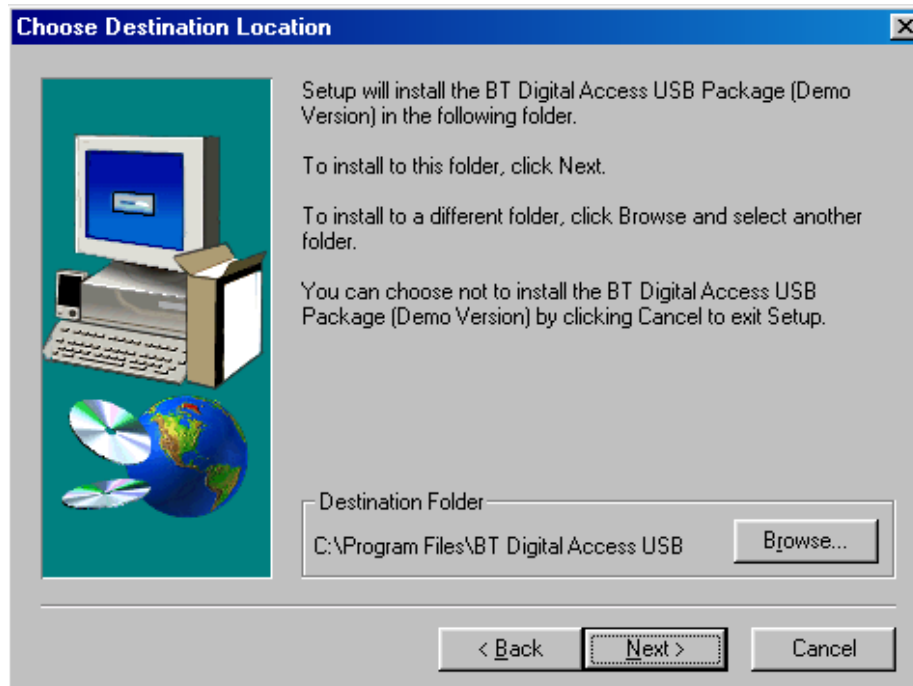 Choose Destination Location
Setup will install the BT Digital Access USB Package (Demo
Version) in the following folder.
To install to this folder, click Next.
To install to a different folder, click Browse and select another
folder.
You can choose not to install the BT Digital Access USB
Package (Demo Version) by clicking Cancel to exit Setup.
Destination Folder
C:\Program Files\BT Digital Access USB
Browse...
< Back
Next >
Cancel